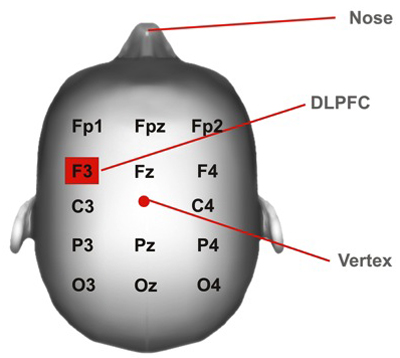 Nose
DLPFC
Fp1 Fpz Fp2
F3 Fz F4
C3 C4
Vertex
P3 Pz P4
O3 Oz O4